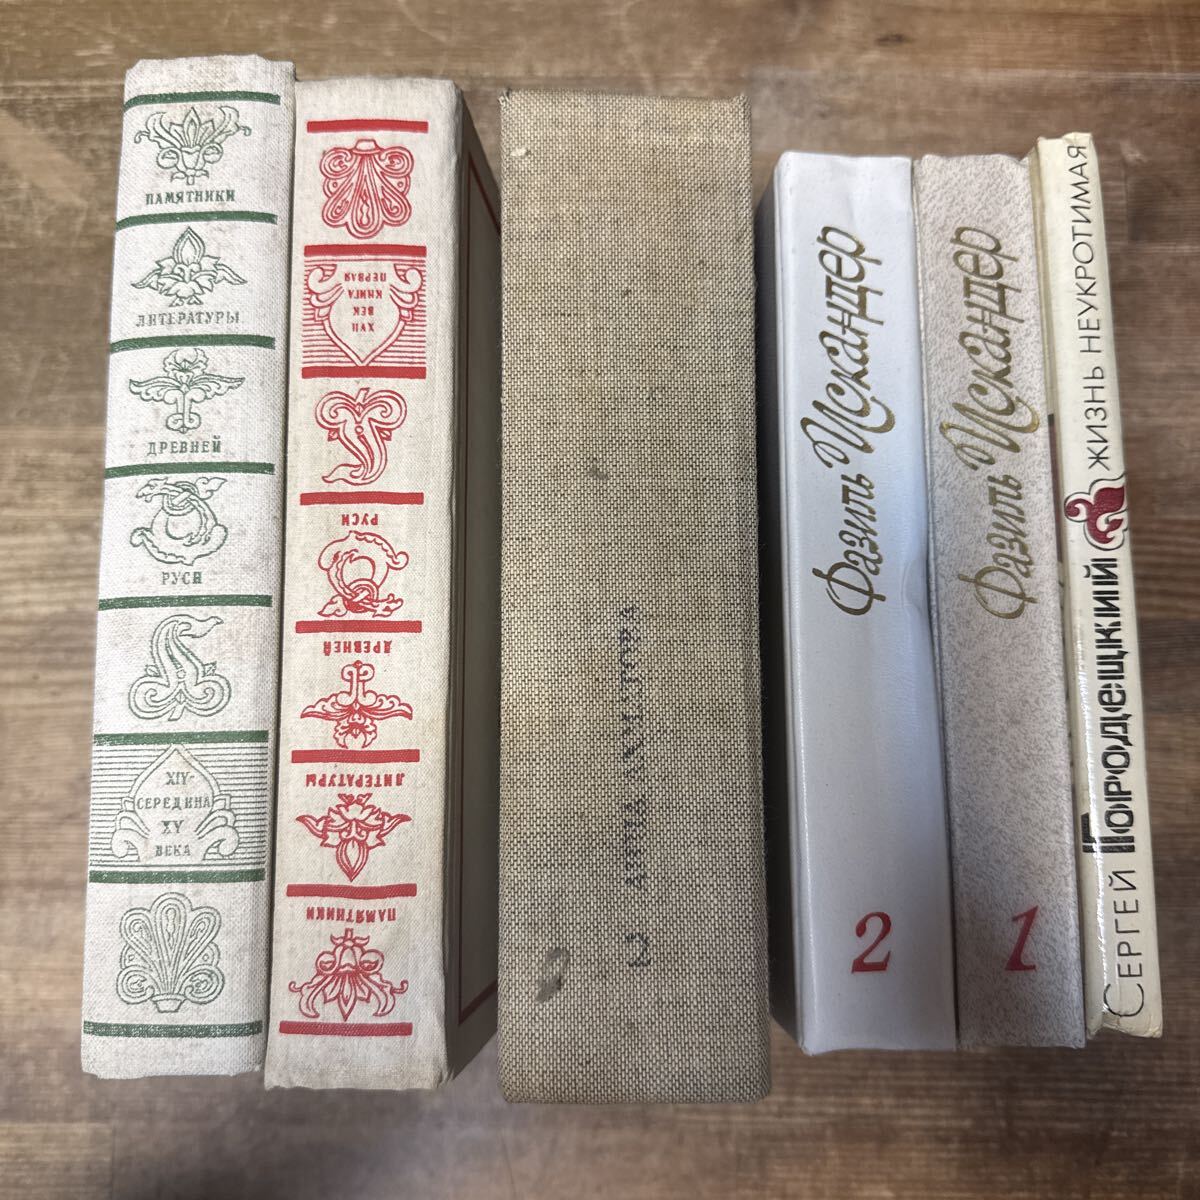 ПАМЯТНИКИ
ЛИТЕРАТУРЫ
ДРЕВНЕЙ
РУСИ
XIV-
СЕРЕДИНА
XV
ВЕКА
ПАМЯТНИКИ
ЛИТЕРАТУРЫ
ДРЕВНЕЙ
РУСИ
XVII
ВЕК
КНИГА
ПЕРВАЯ
2
Фазиль Искандер
2
Фазиль Искандер
1
СЕРГЕЙ ГОРОДЕЦКИЙ ЖИЗНЬ НЕУКРОТИМАЯ